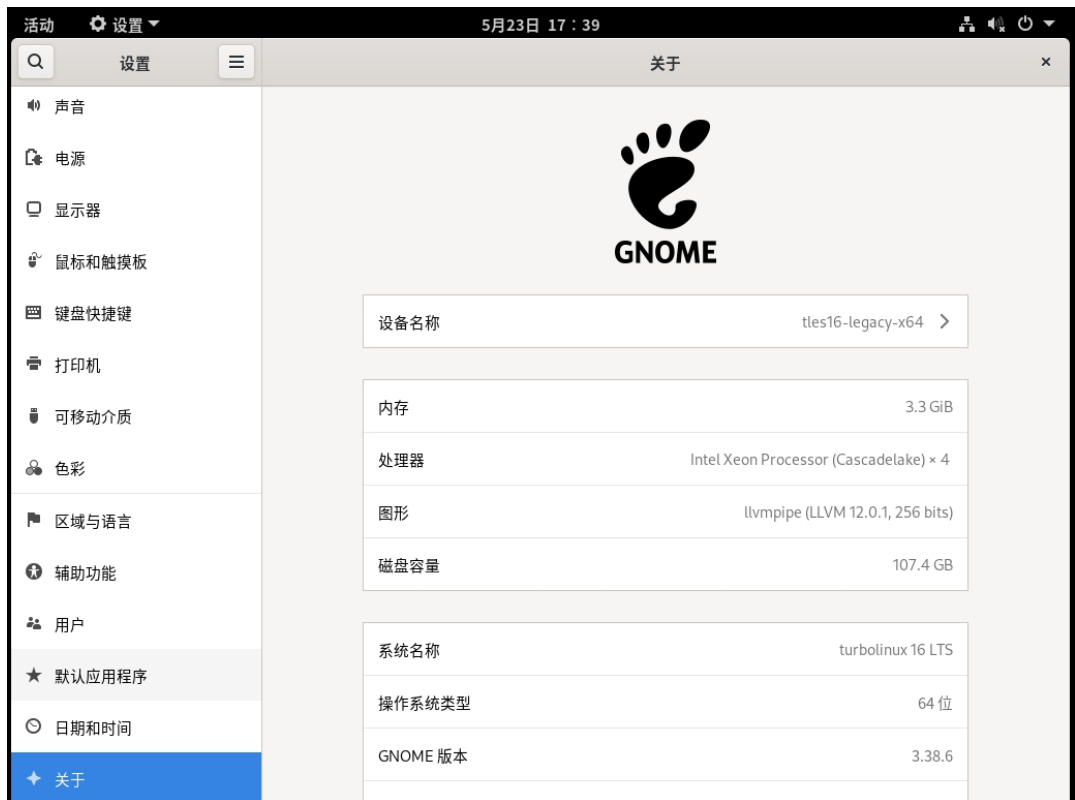 活动 设置 5月23日 17：39
设置 关于
声音
电源
显示器
鼠标和触摸板
键盘快捷键
打印机
可移动介质
色彩
区域与语言
辅助功能
用户
默认应用程序
日期和时间
关于
GNOME
设备名称 tles16-legacy-x64
内存 3.3 GiB
处理器 Intel Xeon Processor (Cascadelake) × 4
图形 llvmpipe (LLVM 12.0.1, 256 bits)
磁盘容量 107.4 GB
系统名称 turbolinux 16 LTS
操作系统类型 64 位
GNOME 版本 3.38.6